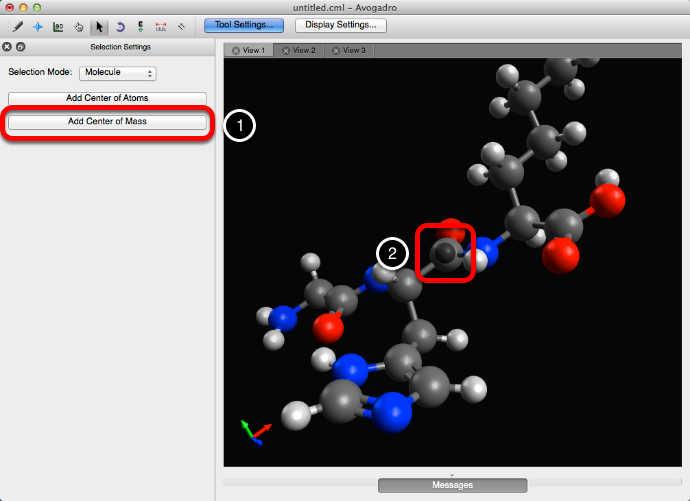 untitled.cml - Avogadro
Tool Settings... Display Settings...
Selection Settings
View 1 View 2 View 3
Selection Mode: Molecule
Add Center of Atoms
Add Center of Mass
1
2
Messages